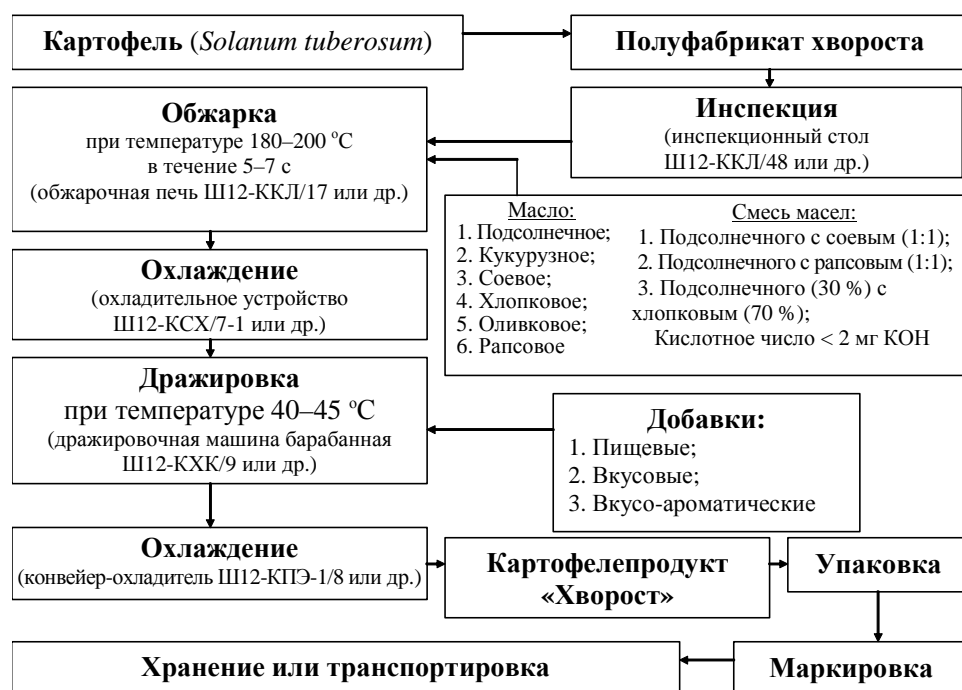 Картофель (Solanum tuberosum)
Полуфабрикат хвороста
Инспекция
(инспекционный стол
Ш12-ККЛ/48 или др.)
Обжарка
при температуре 180–200 °С
в течение 5–7 с
(обжарочная печь Ш12-ККЛ/17 или др.)
Масло:
1. Подсолнечное;
2. Кукурузное;
3. Соевое;
4. Хлопковое;
5. Оливковое;
6. Рапсовое
Смесь масел:
1. Подсолнечного с соевым (1:1);
2. Подсолнечного с рапсовым (1:1);
3. Подсолнечного (30 %) с
хлопковым (70 %);
Кислотное число < 2 мг КОН
Охлаждение
(охладительное устройство
Ш12-КСХ/7-1 или др.)
Дражировка
при температуре 40–45 °С
(дражировочная машина барабанная
Ш12-КХК/9 или др.)
Добавки:
1. Пищевые;
2. Вкусовые;
3. Вкусо-ароматические
Охлаждение
(конвейер-охладитель Ш12-КПЭ-1/8 или др.)
Картофелепродукт
«Хворост»
Упаковка
Маркировка
Хранение или транспортировка